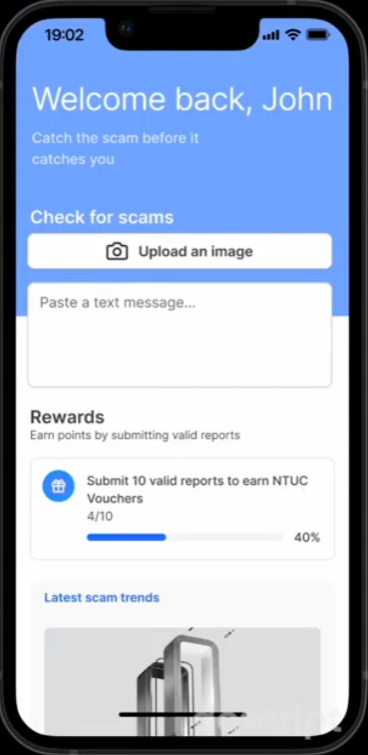 19:02
Welcome back, John
Catch the scam before it
catches you
Check for scams
Upload an image
Paste a text message...
Rewards
Earn points by submitting valid reports
Submit 10 valid reports to earn NTUC
Vouchers
4/10
40%
Latest scam trends